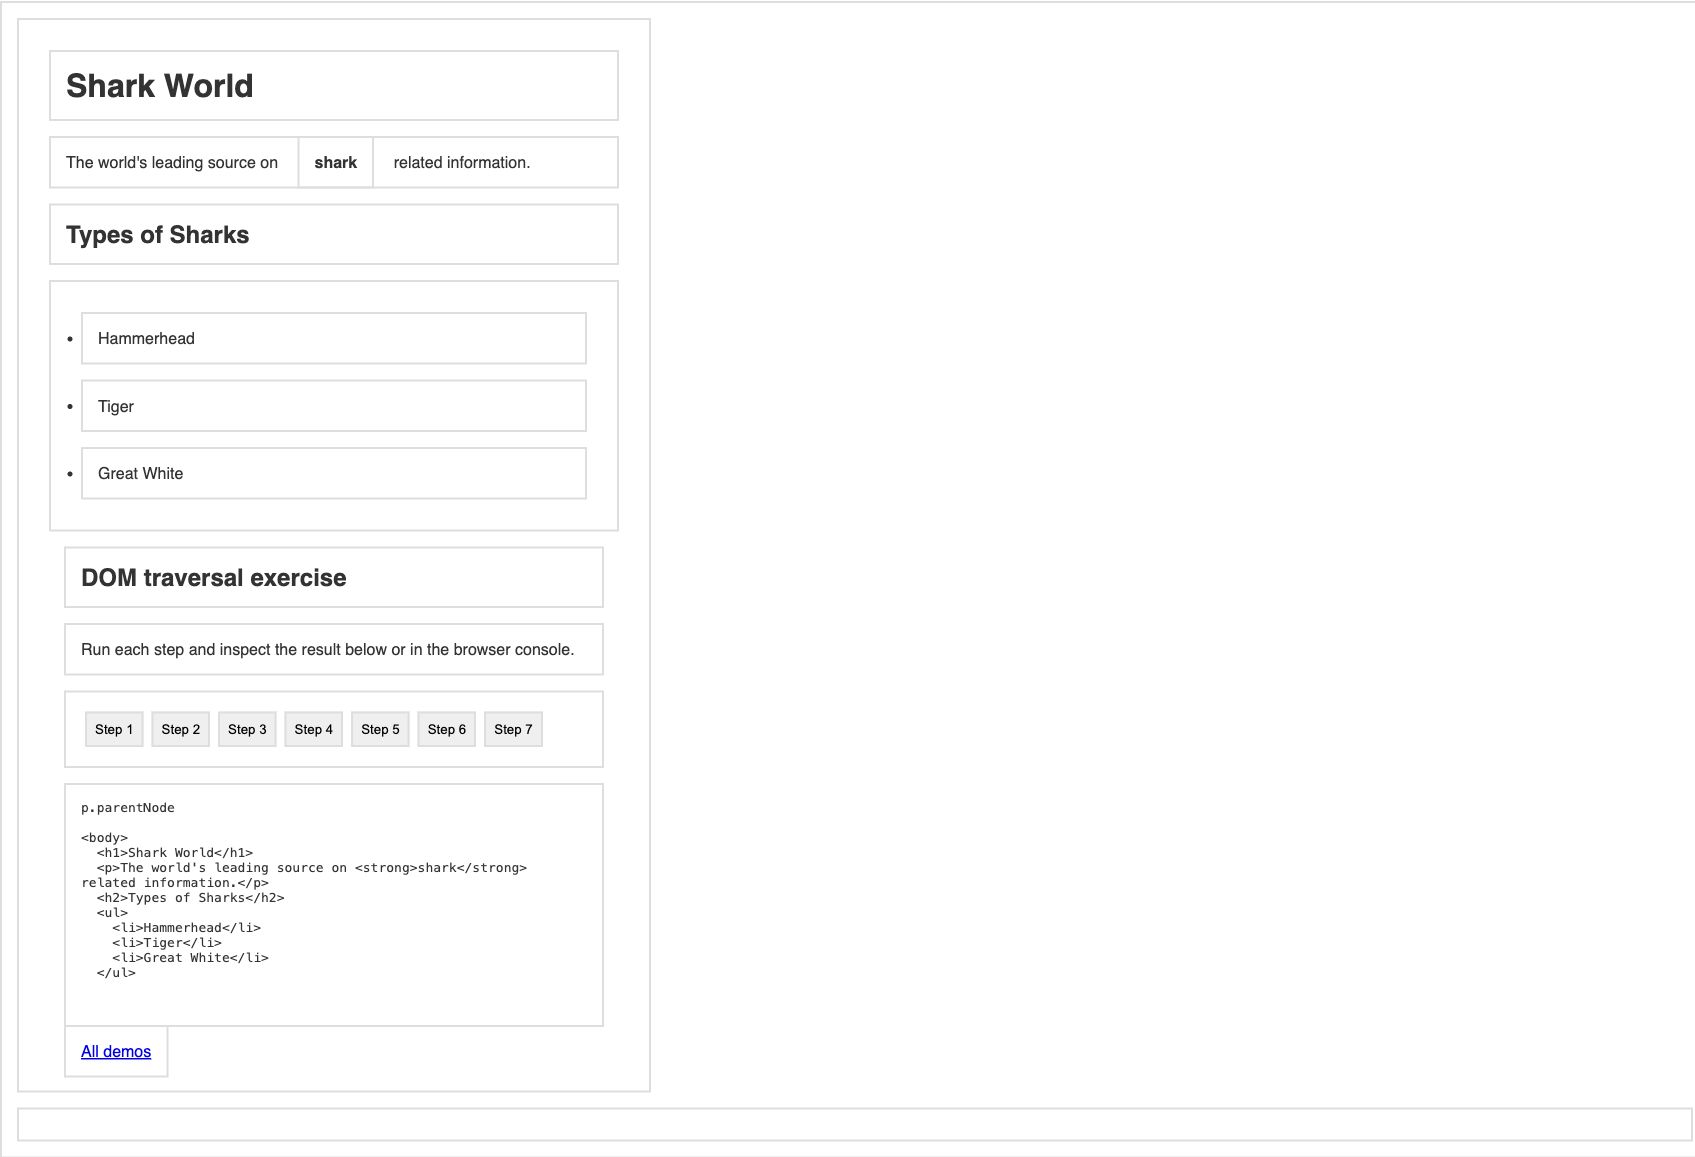 Shark World
The world's leading source on shark related information.
Types of Sharks
• Hammerhead
• Tiger
• Great White
DOM traversal exercise
Run each step and inspect the result below or in the browser console.
Step 1 Step 2 Step 3 Step 4 Step 5 Step 6 Step 7
p.parentNode
<body>
  <h1>Shark World</h1>
  <p>The world's leading source on <strong>shark</strong>
related information.</p>
  <h2>Types of Sharks</h2>
  <ul>
    <li>Hammerhead</li>
    <li>Tiger</li>
    <li>Great White</li>
  </ul>
All demos